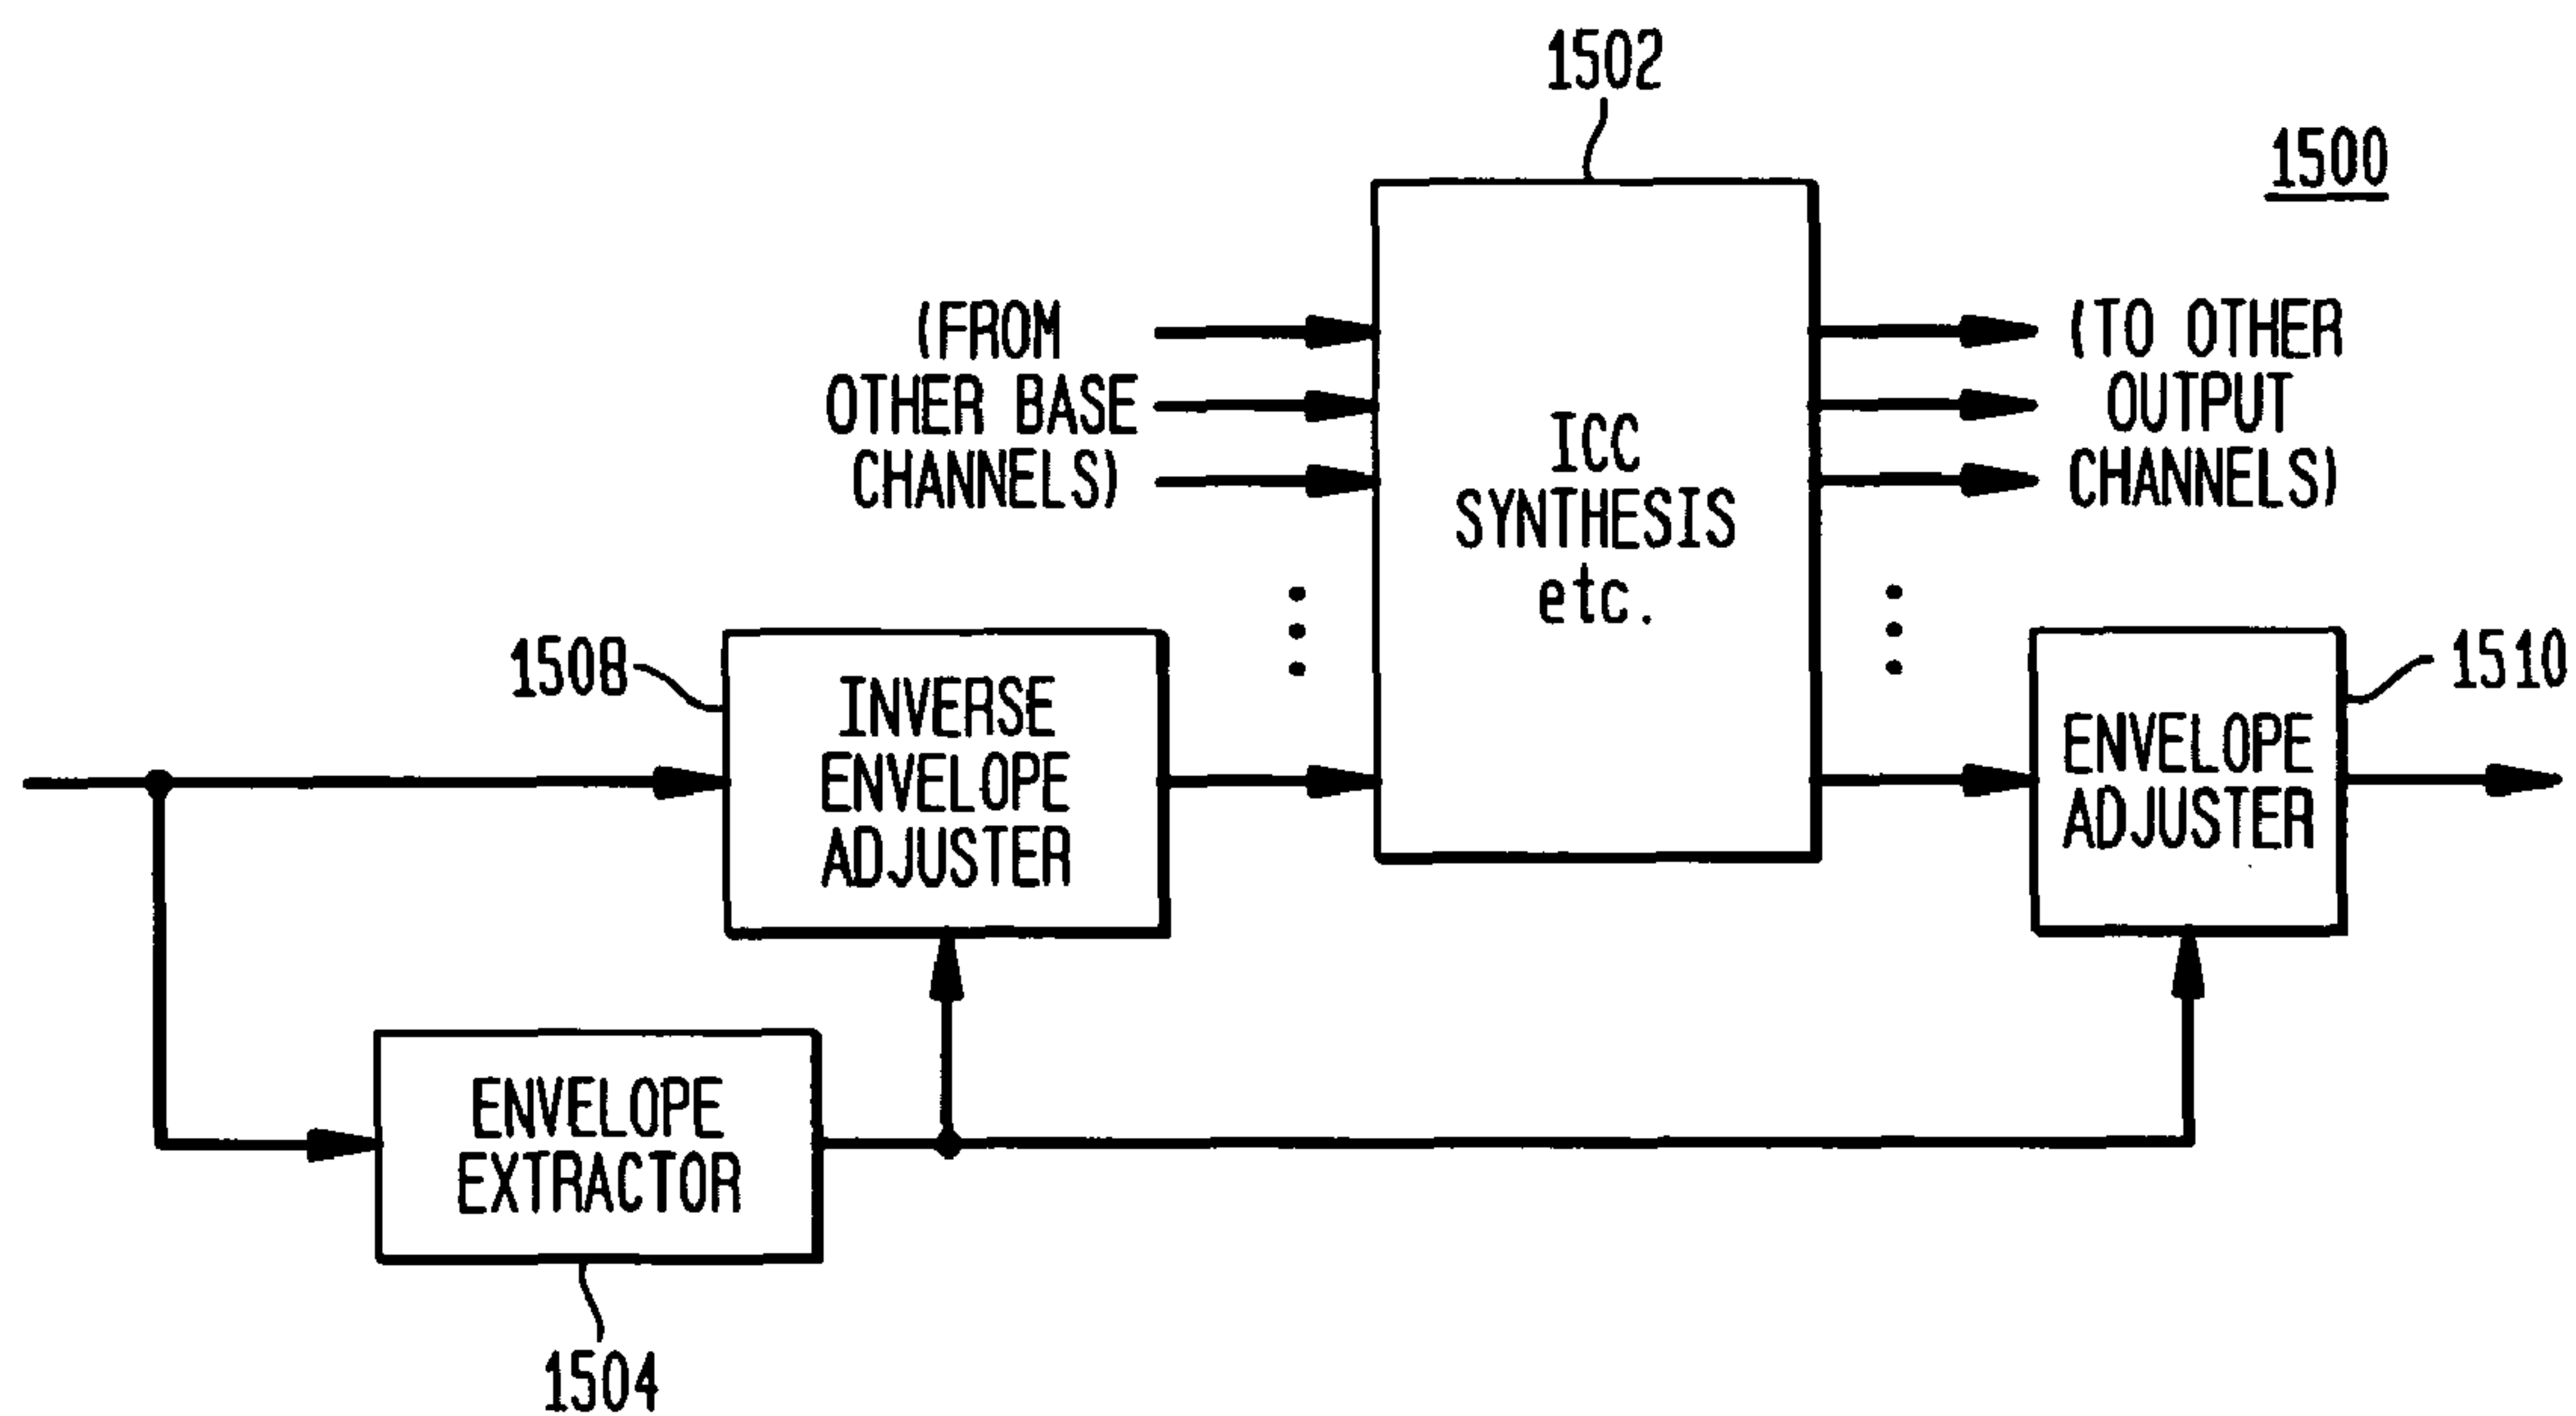 1502
1500
(FROM
OTHER BASE
CHANNELS)
ICC
SYNTHESIS
etc.
(TO OTHER
OUTPUT
CHANNELS)
1508
INVERSE
ENVELOPE
ADJUSTER
ENVELOPE
ADJUSTER
1510
ENVELOPE
EXTRACTOR
1504